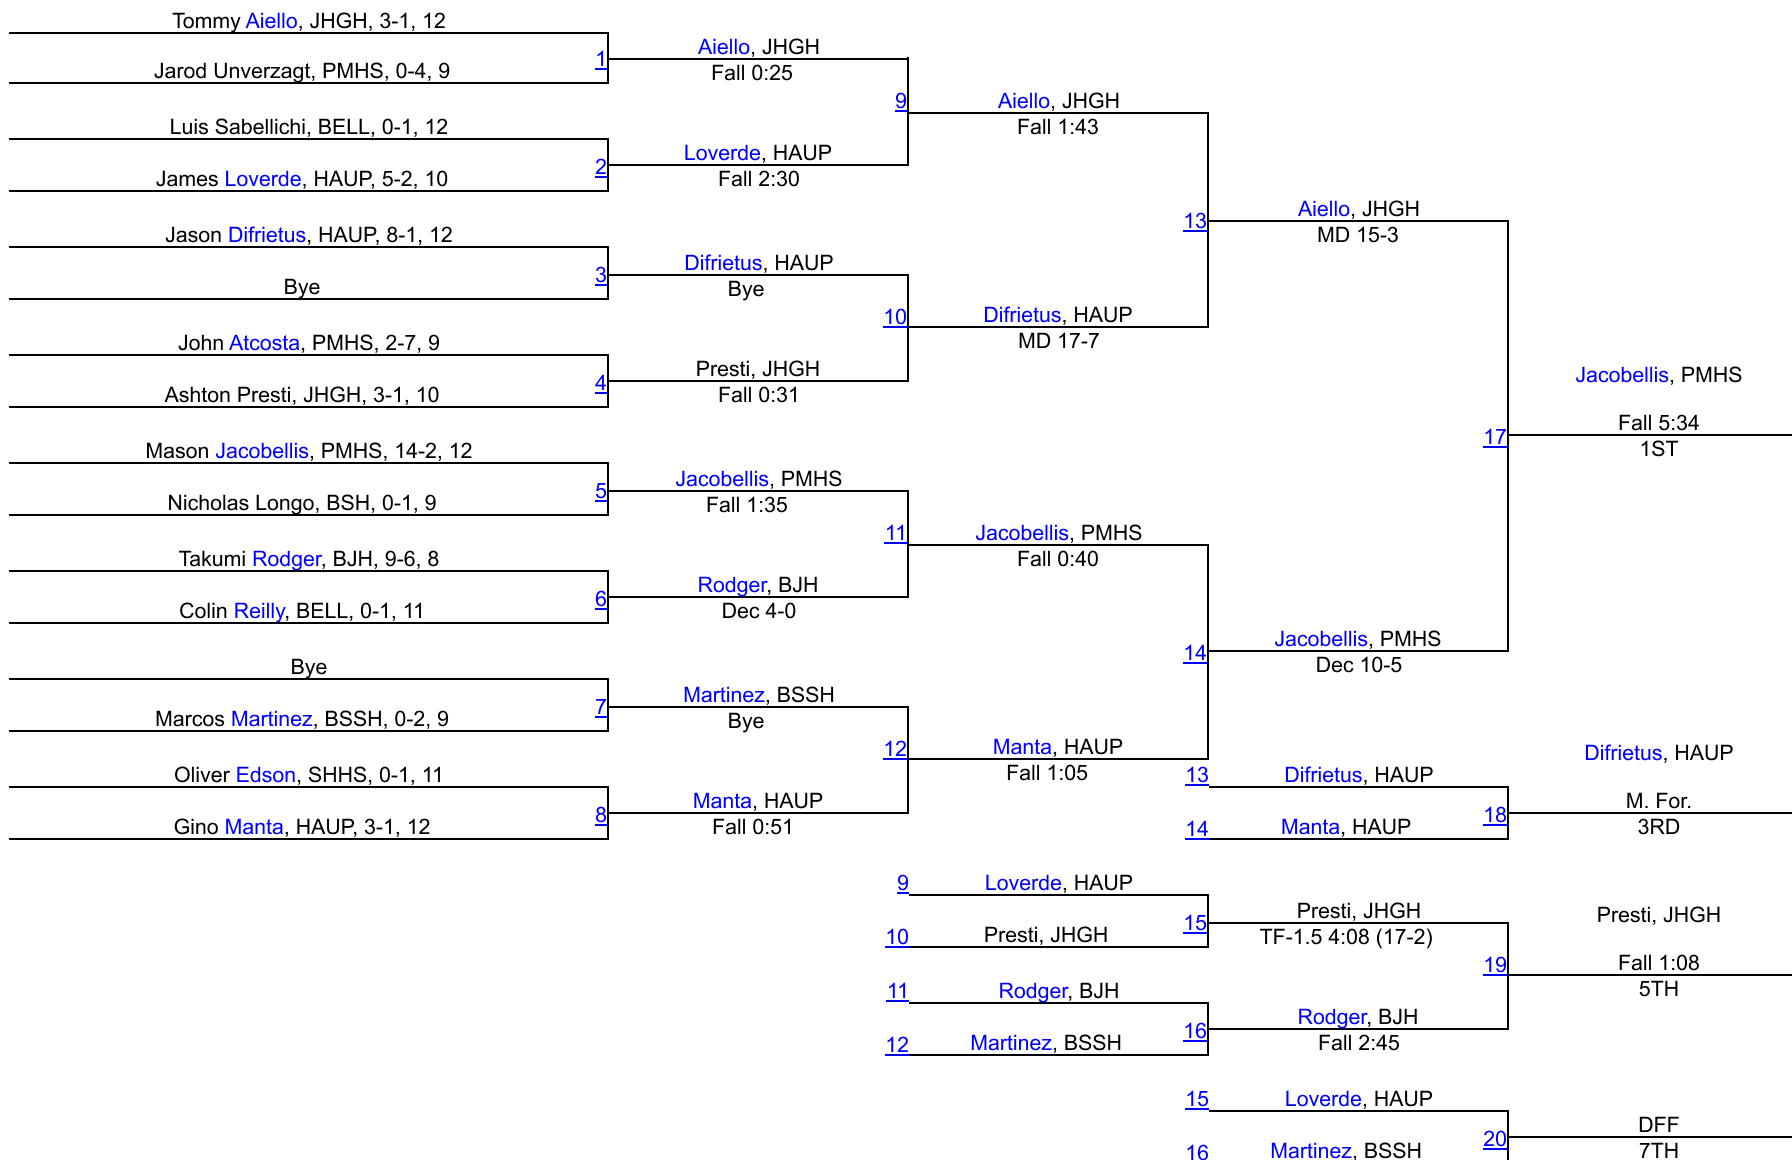 Tommy Aiello, JHGH, 3-1, 12
1
Jarod Unverzagt, PMHS, 0-4, 9
Aiello, JHGH
Fall 0:25
9
Luis Sabellichi, BELL, 0-1, 12
2
James Loverde, HAUP, 5-2, 10
Loverde, HAUP
Fall 2:30
Aiello, JHGH
Fall 1:43
13
Jason Difrietus, HAUP, 8-1, 12
3
Bye
Difrietus, HAUP
Bye
10
John Atcosta, PMHS, 2-7, 9
4
Ashton Presti, JHGH, 3-1, 10
Presti, JHGH
Fall 0:31
Difrietus, HAUP
MD 17-7
Aiello, JHGH
MD 15-3
17
Mason Jacobellis, PMHS, 14-2, 12
5
Nicholas Longo, BSH, 0-1, 9
Jacobellis, PMHS
Fall 1:35
11
Takumi Rodger, BJH, 9-6, 8
6
Colin Reilly, BELL, 0-1, 11
Rodger, BJH
Dec 4-0
Jacobellis, PMHS
Fall 0:40
14
Bye
7
Marcos Martinez, BSSH, 0-2, 9
Martinez, BSSH
Bye
12
Oliver Edson, SHHS, 0-1, 11
8
Gino Manta, HAUP, 3-1, 12
Manta, HAUP
Fall 0:51
Manta, HAUP
Fall 1:05
Jacobellis, PMHS
Dec 10-5
Jacobellis, PMHS
Fall 5:34
1ST
13
Difrietus, HAUP
14
Manta, HAUP
18
Difrietus, HAUP
M. For.
3RD
9
Loverde, HAUP
10
Presti, JHGH
15
Presti, JHGH
TF-1.5 4:08 (17-2)
11
Rodger, BJH
12
Martinez, BSSH
16
Rodger, BJH
Fall 2:45
19
Presti, JHGH
Fall 1:08
5TH
15
Loverde, HAUP
16
Martinez, BSSH
20
DFF
7TH